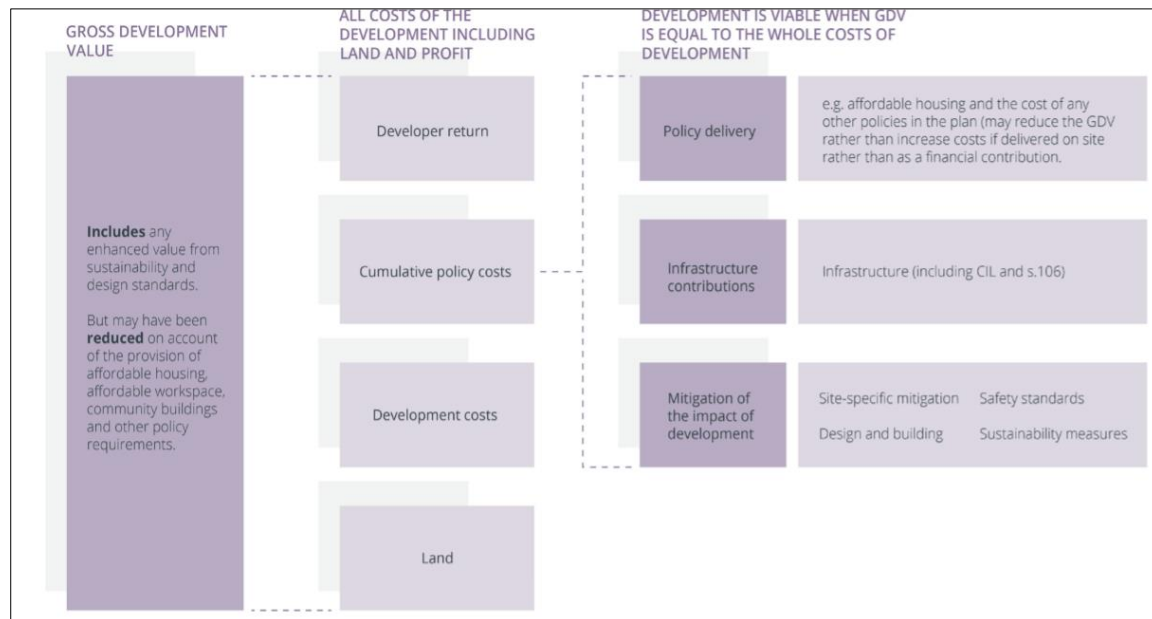 GROSS DEVELOPMENT
VALUE
ALL COSTS OF THE
DEVELOPMENT INCLUDING
LAND AND PROFIT
DEVELOPMENT IS VIABLE WHEN GDV
IS EQUAL TO THE WHOLE COSTS OF
DEVELOPMENT
Includes any
enhanced value from
sustainability and
design standards.
But may have been
reduced on account
of the provision of
affordable housing,
affordable workspace,
community buildings
and other policy
requirements.
Developer return
Cumulative policy costs
Development costs
Land
Policy delivery
e.g. affordable housing and the cost of any
other policies in the plan (may reduce the GDV
rather than increase costs if delivered on site
rather than as a financial contribution.
Infrastructure
contributions
Infrastructure (including CIL and s.106)
Mitigation of
the impact of
development
Site-specific mitigation Safety standards
Design and building Sustainability measures